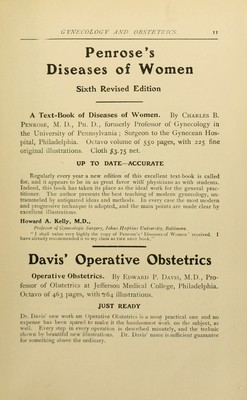 GYNECOLOGY AND OBSTETRICS. 11
Penrose's
Diseases of Women
Sixth Revised Edition
A Text-Book of Diseases of Women. By CHARLES B.
PENROSE, M. D., PH. D., formerly Professor of Gynecology in
the University of Pennsylvania; Surgeon to the Gynecean Hos-
pital, Philadelphia. Octavo volume of 550 pages, with 225 fine
original illustrations. Cloth $3.75 net.
UP TO DATE—ACCURATE
Regularly every year a new edition of this excellent text-book is called
for, and it appears to be in as great favor with physicians as with students.
Indeed, this book has taken its place as the ideal work for the general prac-
titioner. The author presents the best teaching of modern gynecology, un-
trammeled by antiquated ideas and methods. In every case the most modern
and progressive technique is adopted, and the main points are made clear by
excellent illustrations.
Howard A. Kelly, M.D.,
Professor of Gynecologic Surgery, Johns Hopkins University, Baltimore.
"I shall value very highly the copy of Penrose's 'Diseases of Women' received. I
have already recommended it to my class as THE BEST book."
Davis' Operative Obstetrics
Operative Obstetrics. By EDWARD P. DAVIS, M.D., Pro-
fessor of Obstetrics at Jefferson Medical College, Philadelphia.
Octavo of 463 pages, with 264 illustrations.
JUST READY
Dr. Davis' new work on Operative Obstetrics is a most practical one and no
expense has been spared to make it the handsomest work on the subject, as
well. Every step in every operation is described minutely, and the technic
shown by beautiful new illustrations. Dr. Davis' name is sufficient guarantee
for something above the ordinary.